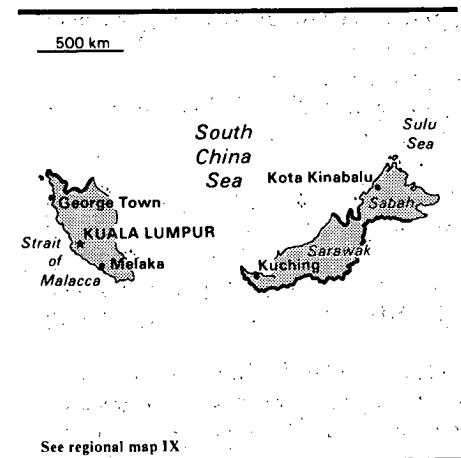 500 km
South
China
Sea
Sulu
Sea
Kota Kinabalu
Sabah
George Town
KUALA LUMPUR
Strait
of
Malacca
Melaka
Sarawak
Kuching
See regional map IX